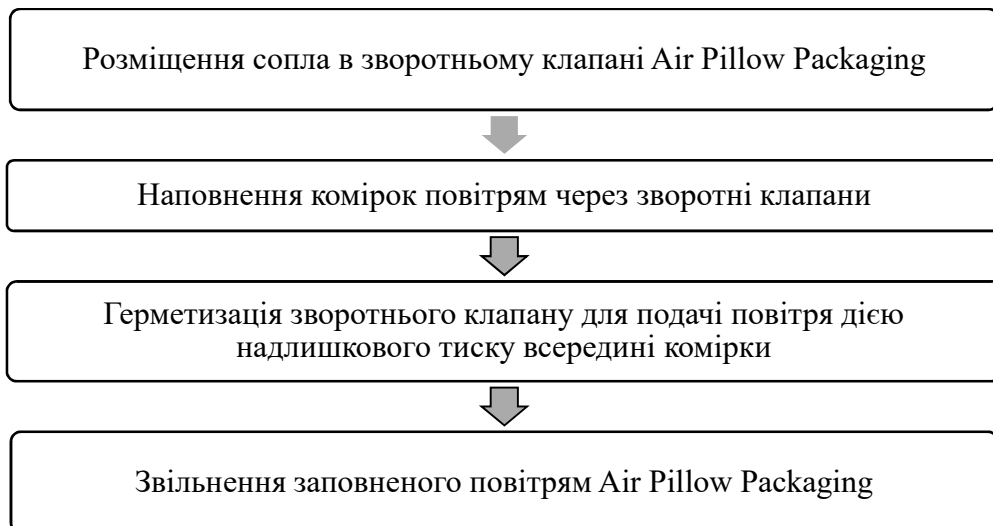 Розміщення сопла в зворотньому клапані Air Pillow Packaging
Наповнення комірок повітрям через зворотні клапани
Герметизація зворотнього клапану для подачі повітря дією
надлишкового тиску всередині комірки
Звільнення заповненого повітрям Air Pillow Packaging